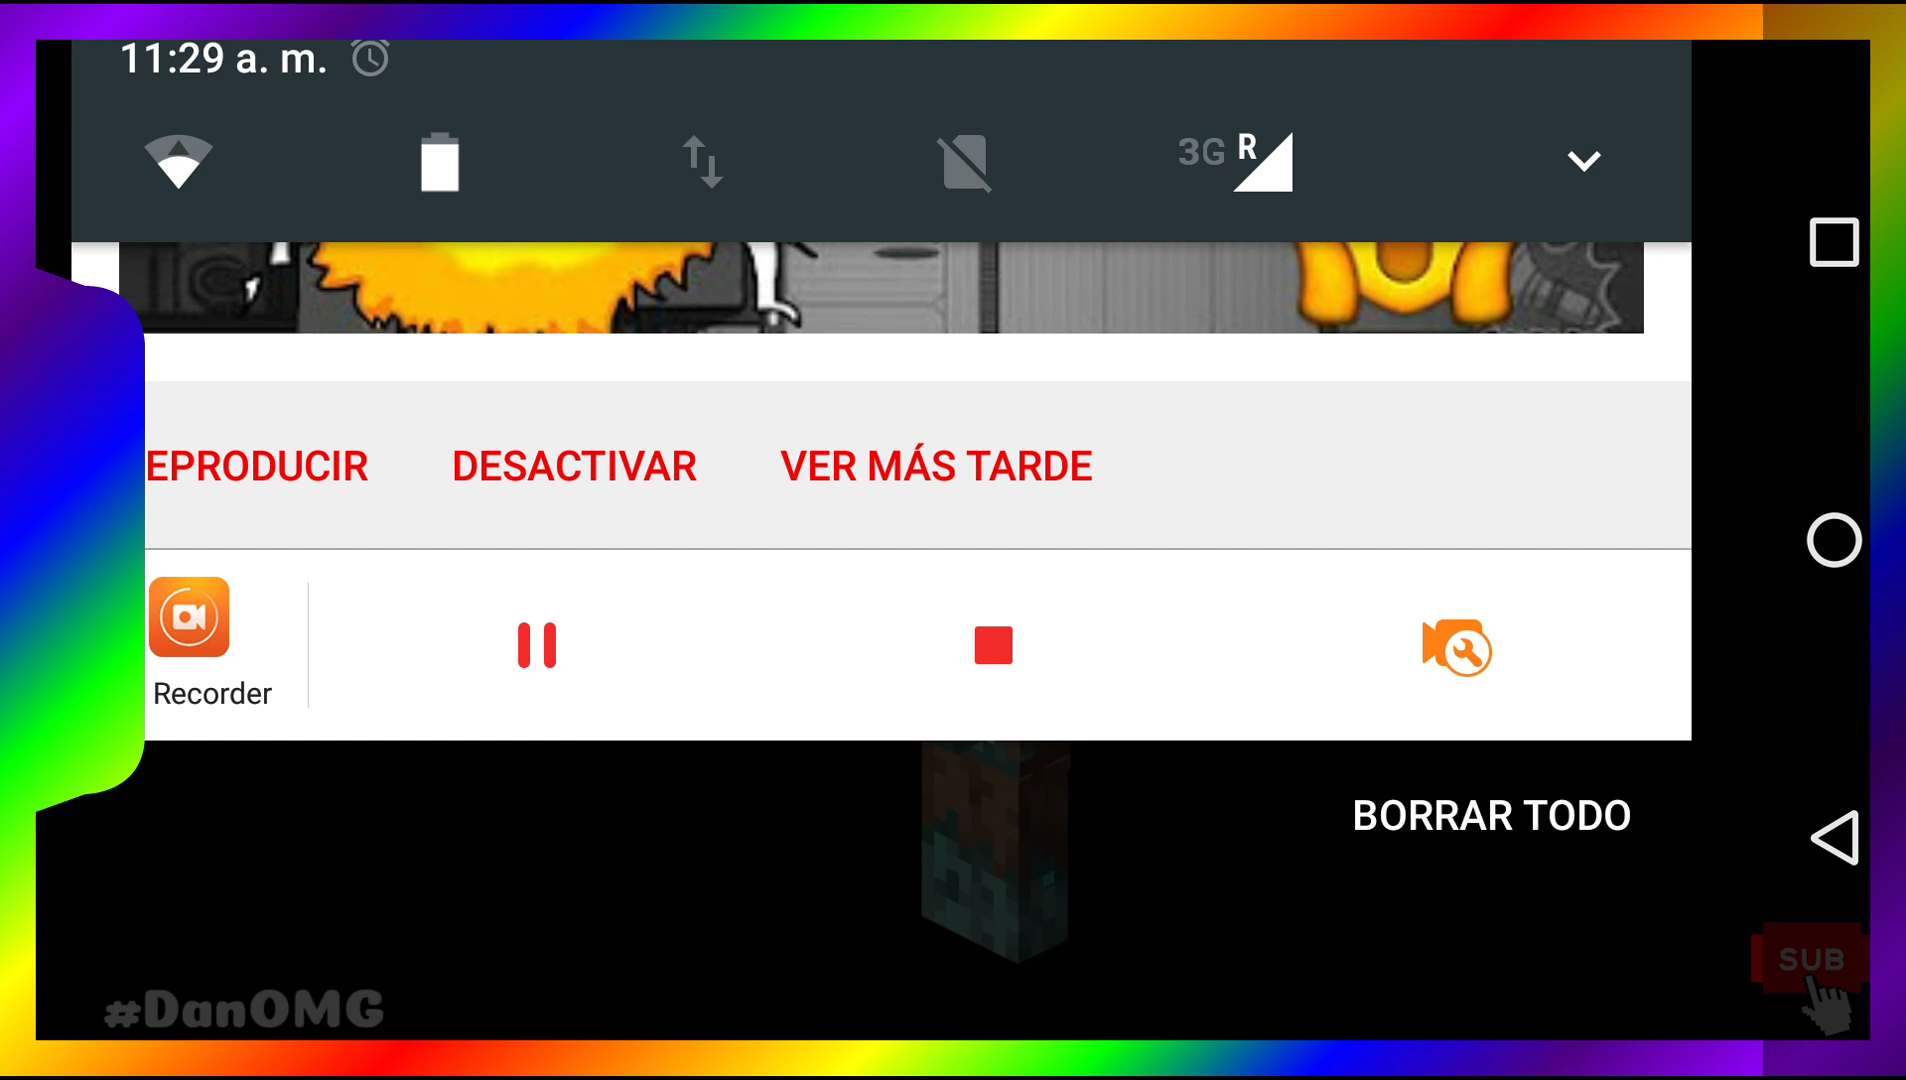 11:29 a. m.
3G R
EPRODUCIR DESACTIVAR VER MÁS TARDE
Recorder
BORRAR TODO
SUB
#DanOMG